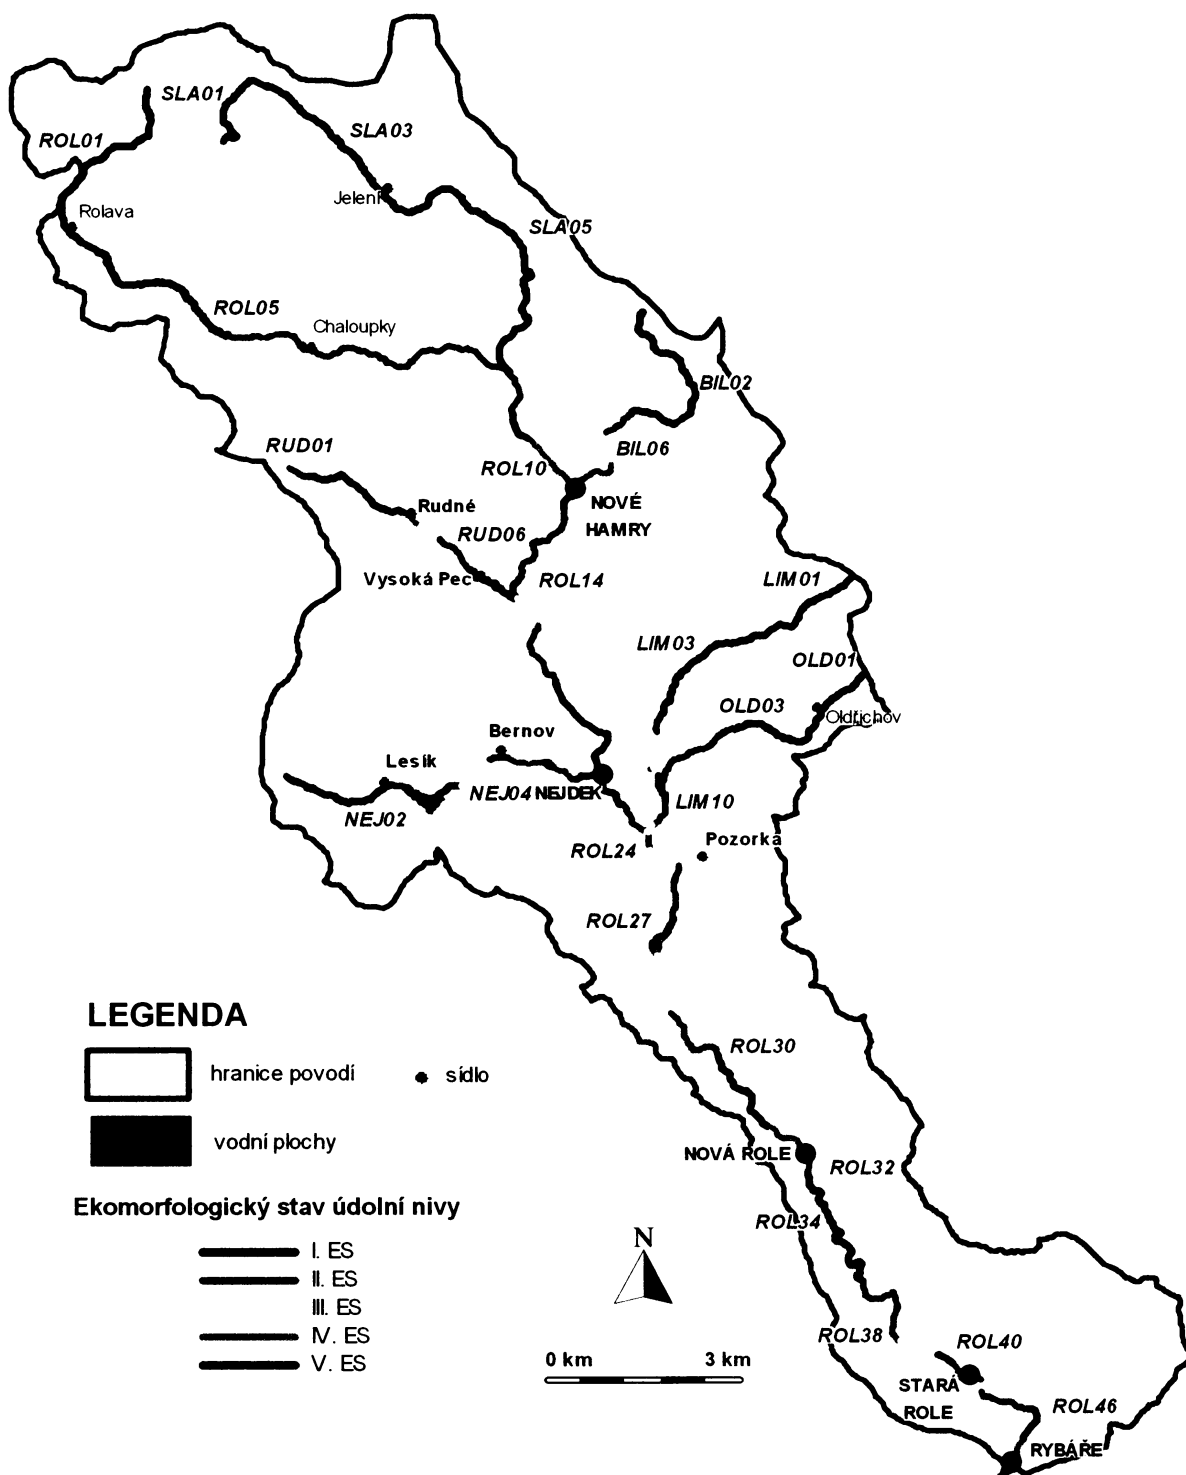 SLA01
ROL01
SLA03
Jelení
Rolava
SLA05
ROL05
Chaloupky
BIL02
RUD01
BIL06
ROL10
Rudné
NOVÉ
HAMRY
RUD06
Vysoká Pec
ROL14
LIM01
LIM03
OLD01
OLD03
Oldřichov
Bernov
Lesík
NEJ04
NEJDEK
LIM10
NEJ02
ROL24
Pozorka
ROL27
LEGENDA
hranice povodí
sídlo
vodní plochy
Ekomorfologický stav údolní nivy
I. ES
II. ES
III. ES
IV. ES
V. ES
ROL30
NOVÁ ROLE
ROL32
ROL34
N
0 km
3 km
ROL38
ROL40
STARÁ
ROLE
ROL46
RYBÁŘE